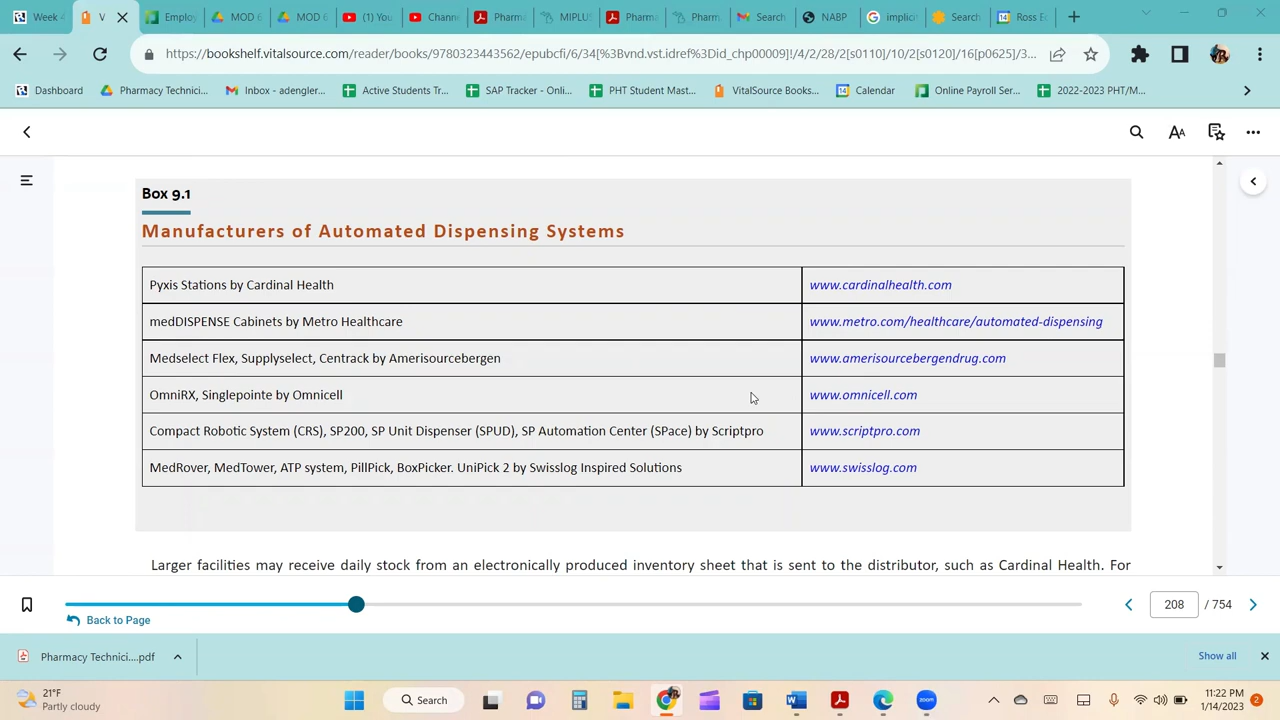 Week 4
V
Employ
MOD 6
MOD 6
(1) You
Chann
Pharma
MIPLUS
Pharma
Pharm
Search
NABP
implici
Search
Ross Ed
https://bookshelf.vitalsource.com/reader/books/9780323443562/epubcfi/6/34[%3Bvnd.vst.idref%3Did_chp00009]!/4/2/28/2[s0110]/10/2[s0120]/16[p0625]/3...
Dashboard
Pharmacy Technici...
Inbox - adengler...
Active Students Tr...
SAP Tracker - Onli...
PHT Student Mast...
VitalSource Books...
Calendar
Online Payroll Ser...
2022-2023 PHT/M...
Box 9.1
Manufacturers of Automated Dispensing Systems
Pyxis Stations by Cardinal Health www.cardinalhealth.com
medDISPENSE Cabinets by Metro Healthcare www.metro.com/healthcare/automated-dispensing
Medselect Flex, Supplyselect, Centrack by Amerisourcebergen www.amerisourcebergendrug.com
OmniRX, Singlepointe by Omnicell www.omnicell.com
Compact Robotic System (CRS), SP200, SP Unit Dispenser (SPUD), SP Automation Center (SPace) by Scriptpro www.scriptpro.com
MedRover, MedTower, ATP system, PillPick, BoxPicker. UniPick 2 by Swisslog Inspired Solutions www.swisslog.com
Larger facilities may receive daily stock from an electronically produced inventory sheet that is sent to the distributor, such as Cardinal Health. For
208 / 754
Back to Page
Pharmacy Technici....pdf
Show all
21°F
Partly cloudy
Search
11:22 PM
1/14/2023
2